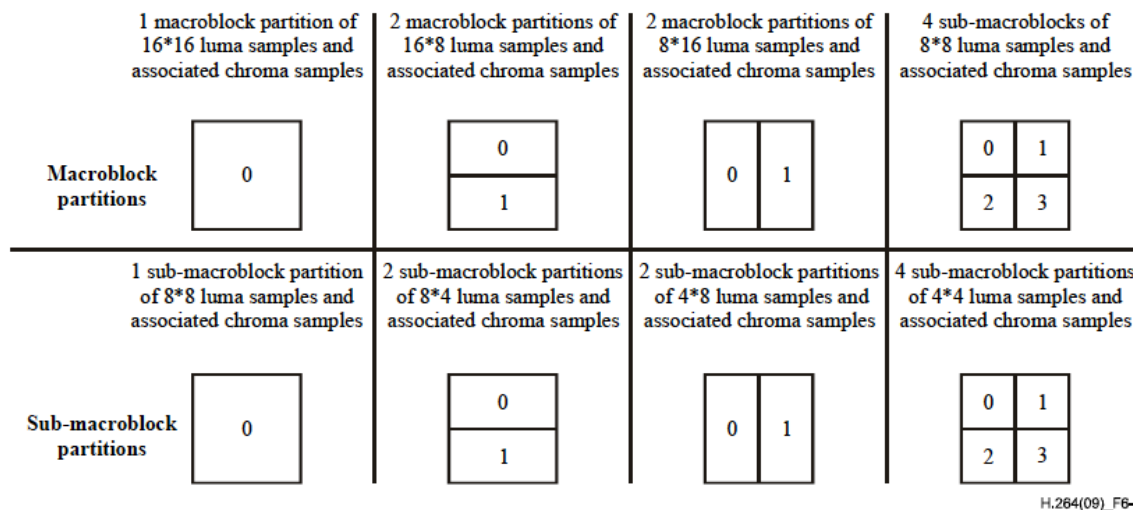 1 macroblock partition of
16*16 luma samples and
associated chroma samples
2 macroblock partitions of
16*8 luma samples and
associated chroma samples
2 macroblock partitions of
8*16 luma samples and
associated chroma samples
4 sub-macroblocks of
8*8 luma samples and
associated chroma samples
Macroblock
partitions
0
0
1
0 1
0 1
2 3
1 sub-macroblock partition
of 8*8 luma samples and
associated chroma samples
2 sub-macroblock partitions
of 8*4 luma samples and
associated chroma samples
2 sub-macroblock partitions
of 4*8 luma samples and
associated chroma samples
4 sub-macroblock partitions
of 4*4 luma samples and
associated chroma samples
Sub-macroblock
partitions
0
0
1
0 1
0 1
2 3
H.264(09)_F6-